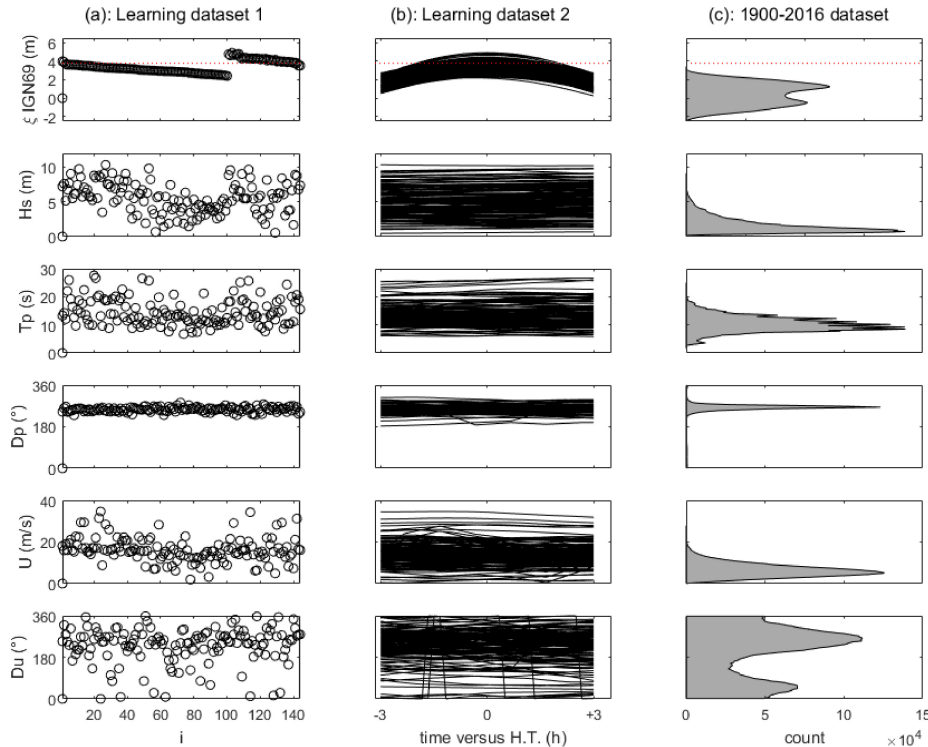 (a): Learning dataset 1
(b): Learning dataset 2
(c): 1900-2016 dataset
ξ IGN69 (m)
6
4
2
0
-2
Hs (m)
10
5
0
Tp (s)
30
20
10
0
Dp (°)
360
180
0
U (m/s)
40
20
0
Du (°)
360
180
0
20 40 60 80 100 120 140
i
-3 0 +3
time versus H.T. (h)
0 5 10 15
count
×10⁴